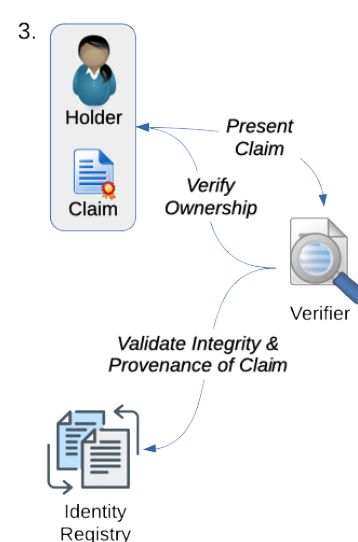 3.
Holder
Claim
Present
Claim
Verify
Ownership
Verifier
Validate Integrity &
Provenance of Claim
Identity
Registry